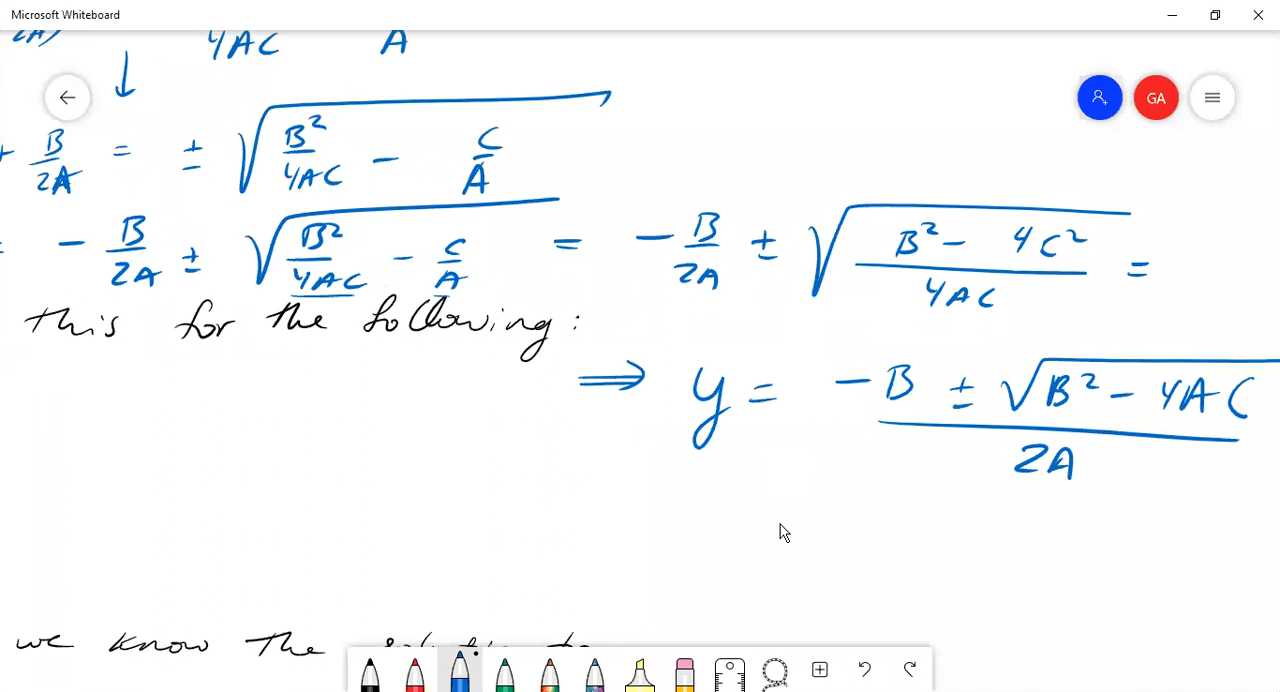 Microsoft Whiteboard
2A) 4AC A
↓
GA
+ B/2A = ± √(B²/4AC - C/A)
= - B/2A ± √(B²/4AC - C/A) = - B/2A ± √((B² - 4C²)/4AC) =
this for the following:
⇒ y = (-B ± √(B² - 4AC))/2A
we know the